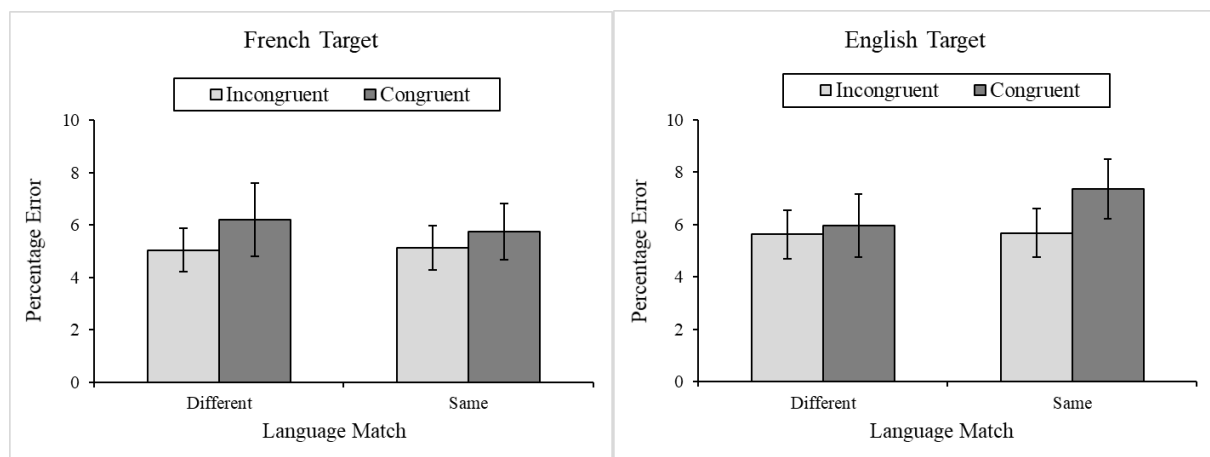 French Target
Incongruent Congruent
10
8
6
4
2
0
Percentage Error
Different Same
Language Match
English Target
Incongruent Congruent
10
8
6
4
2
0
Percentage Error
Different Same
Language Match